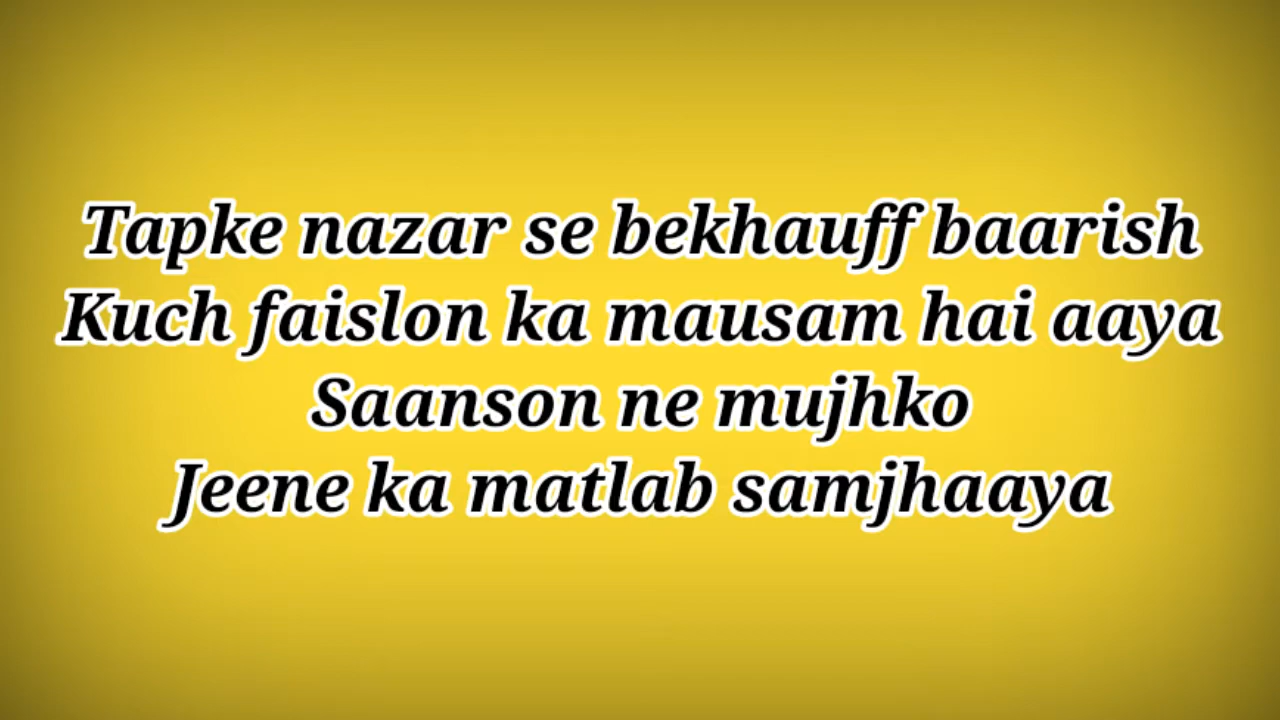 Tapke nazar se bekhauff baarish
Kuch faislon ka mausam hai aaya
Saanson ne mujhko
Jeene ka matlab samjhaaya